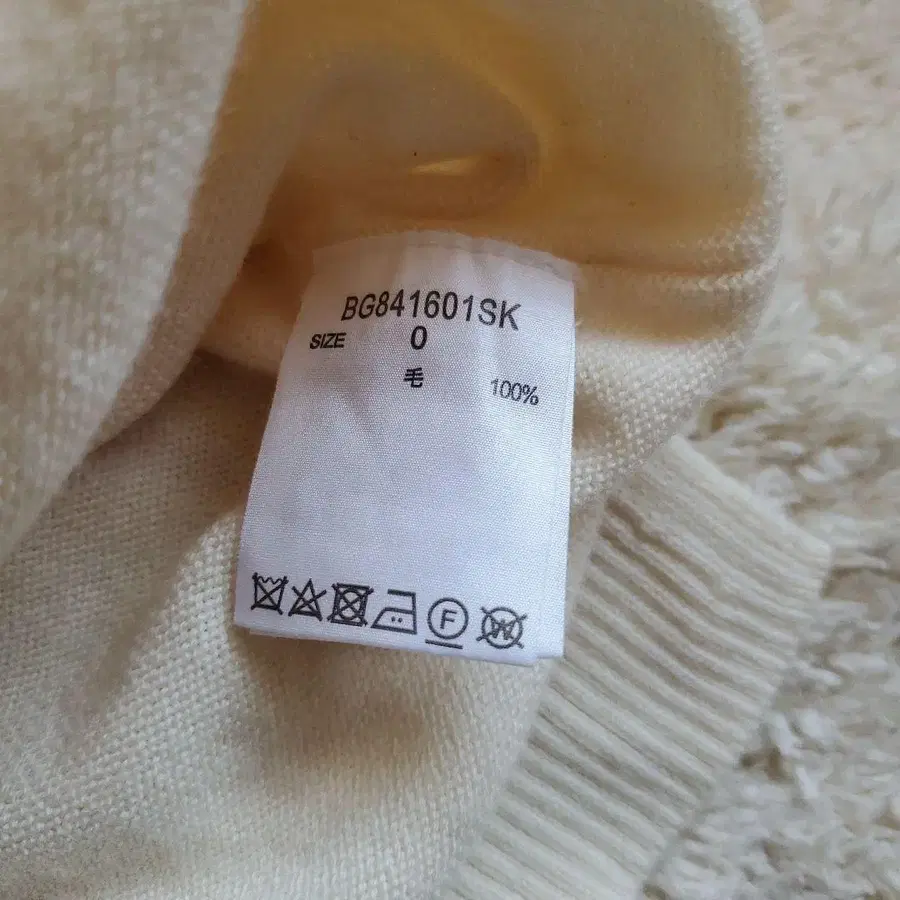 BG841601SK
SIZE 0
毛 100%
F W